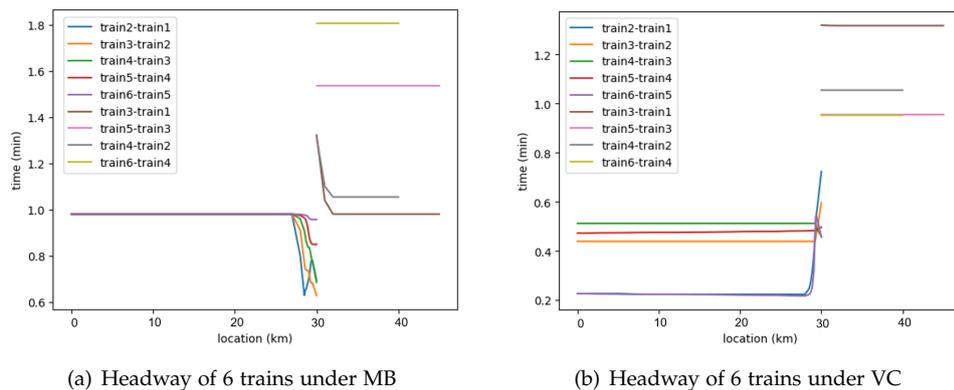 1.8
1.6
1.4
1.2
1.0
0.8
0.6
time (min)
train2-train1
train3-train2
train4-train3
train5-train4
train6-train5
train3-train1
train5-train3
train4-train2
train6-train4
0 10 20 30 40
location (km)
(a) Headway of 6 trains under MB
1.2
1.0
0.8
0.6
0.4
0.2
time (min)
train2-train1
train3-train2
train4-train3
train5-train4
train6-train5
train3-train1
train5-train3
train4-train2
train6-train4
0 10 20 30 40
location (km)
(b) Headway of 6 trains under VC